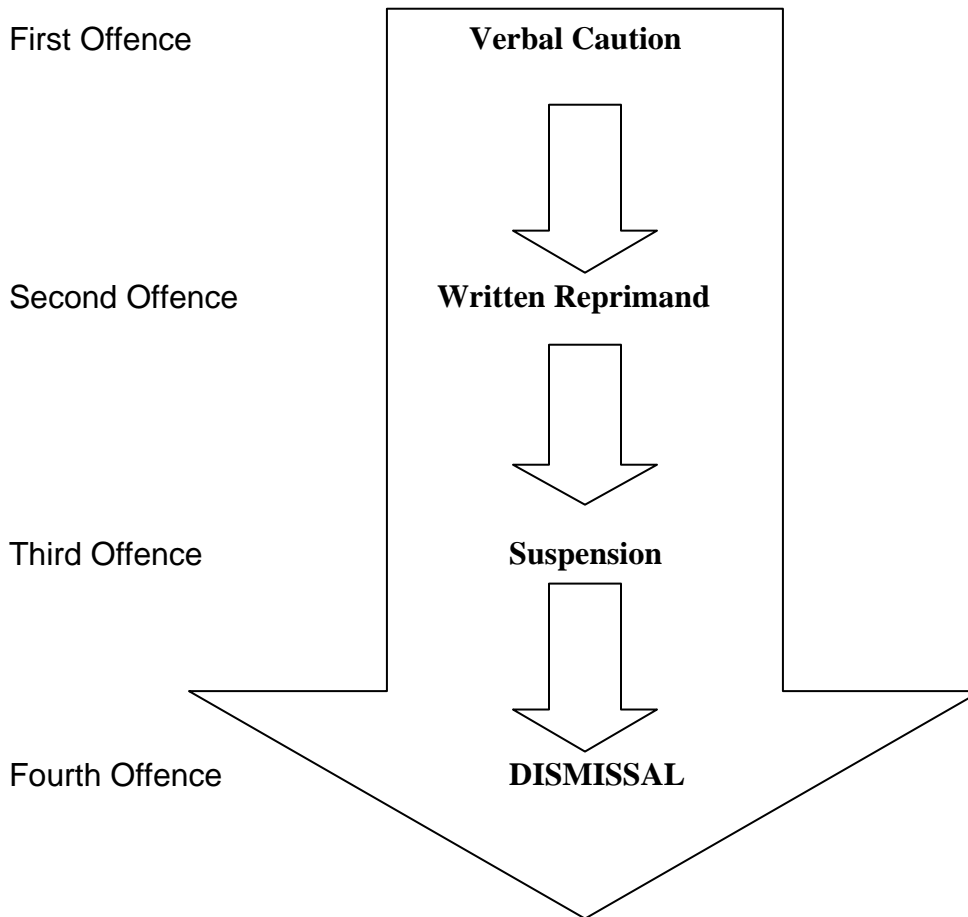 First Offence Verbal Caution
Second Offence Written Reprimand
Third Offence Suspension
Fourth Offence DISMISSAL